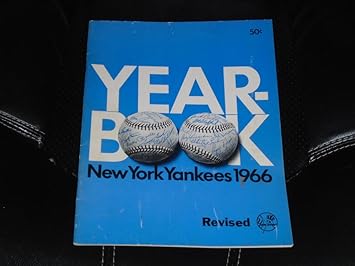 50¢
YEAR-
BOOK
New York Yankees 1966
Revised